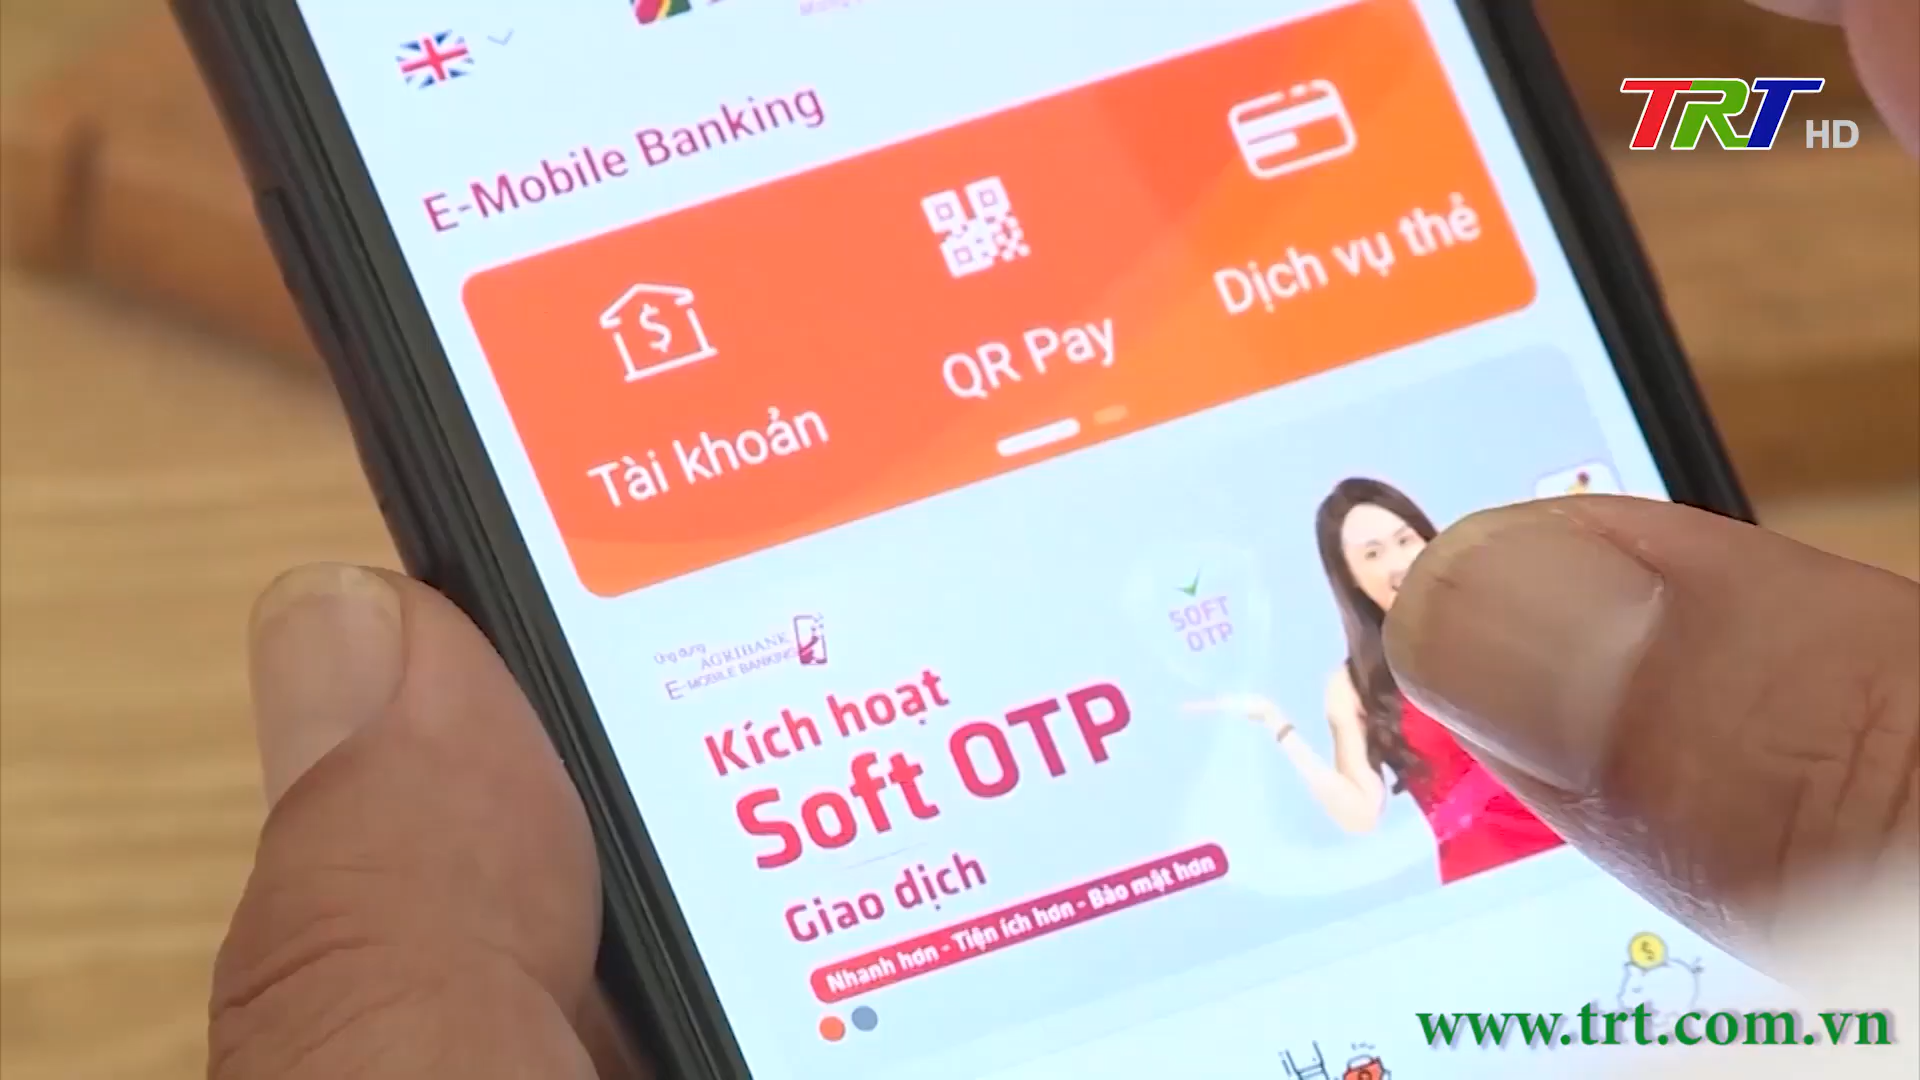 TRT HD
E-Mobile Banking
Tài khoản
QR Pay
Dịch vụ thẻ
Ứng dụng
AGRIBANK
E-MOBILE BANKING
SOFT
OTP
Kích hoạt
Soft OTP
Giao dịch
Nhanh hơn - Tiện ích hơn - Bảo mật hơn
www.trt.com.vn